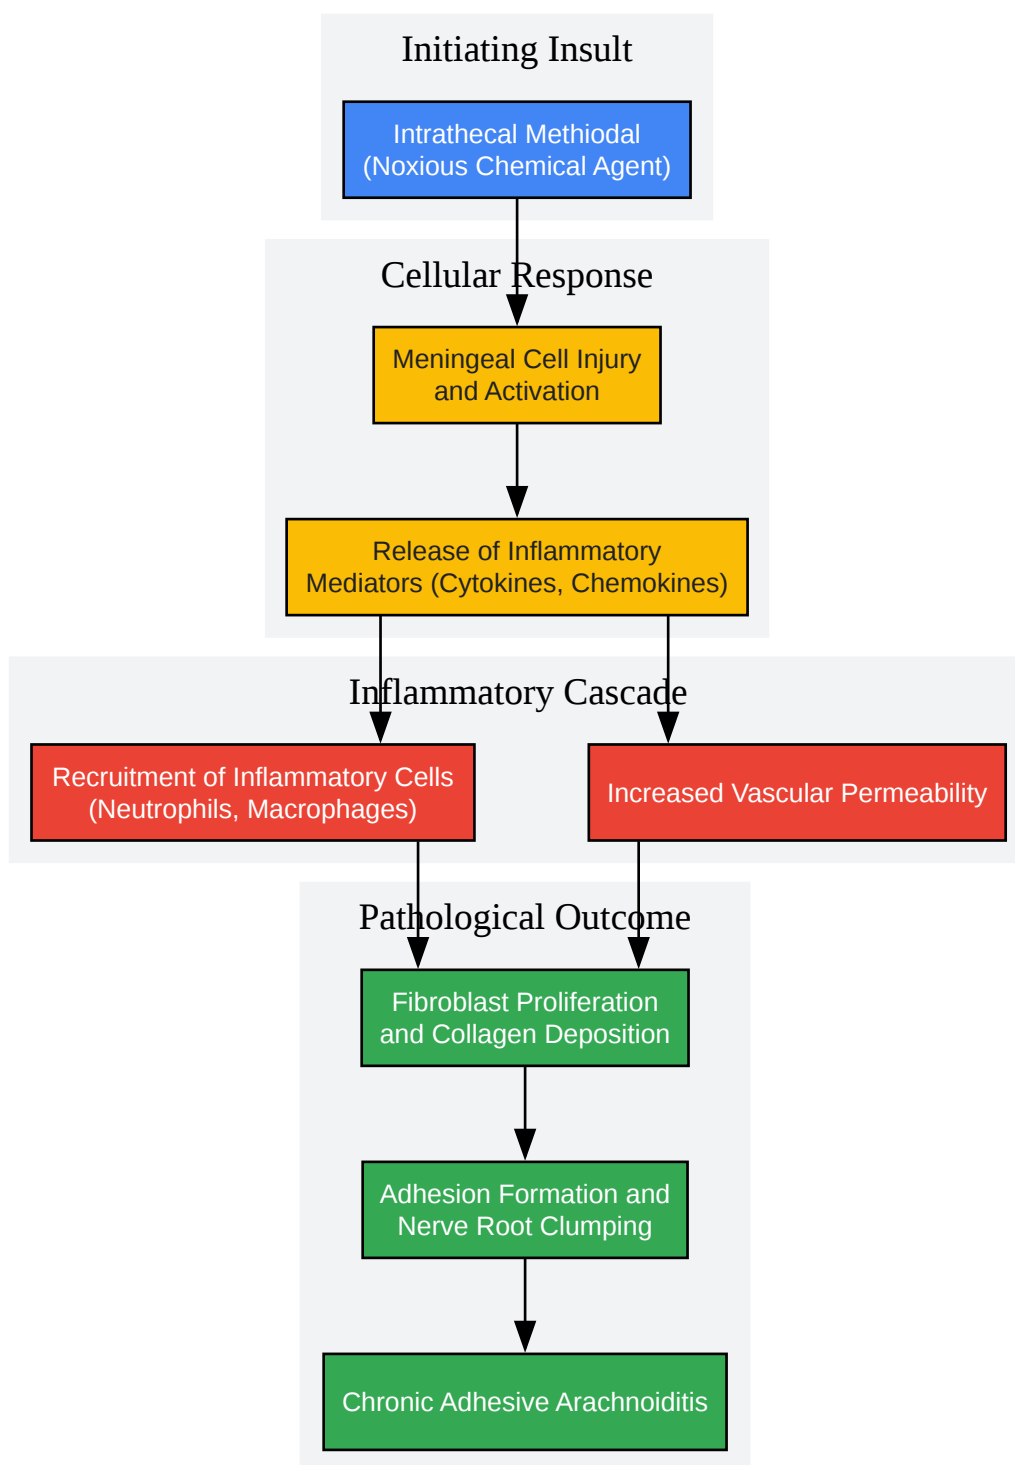 Initiating Insult
Intrathecal Methiodal
(Noxious Chemical Agent)
Cellular Response
Meningeal Cell Injury
and Activation
Release of Inflammatory
Mediators (Cytokines, Chemokines)
Inflammatory Cascade
Recruitment of Inflammatory Cells
(Neutrophils, Macrophages)
Increased Vascular Permeability
Pathological Outcome
Fibroblast Proliferation
and Collagen Deposition
Adhesion Formation and
Nerve Root Clumping
Chronic Adhesive Arachnoiditis